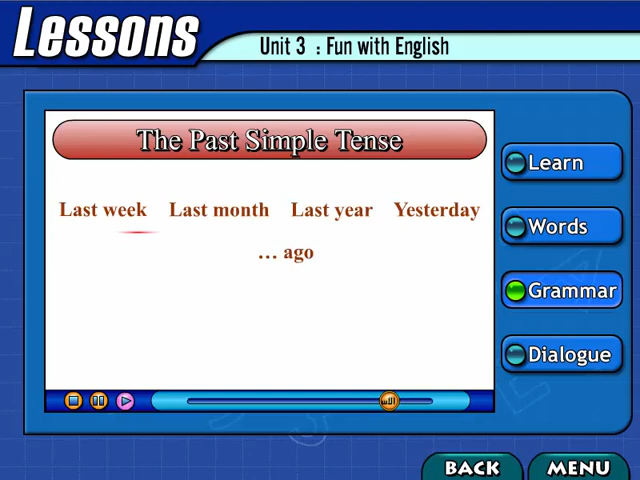 Lessons
Unit 3 : Fun with English
The Past Simple Tense
Last week Last month Last year Yesterday
... ago
Learn
Words
Grammar
Dialogue
BACK MENU